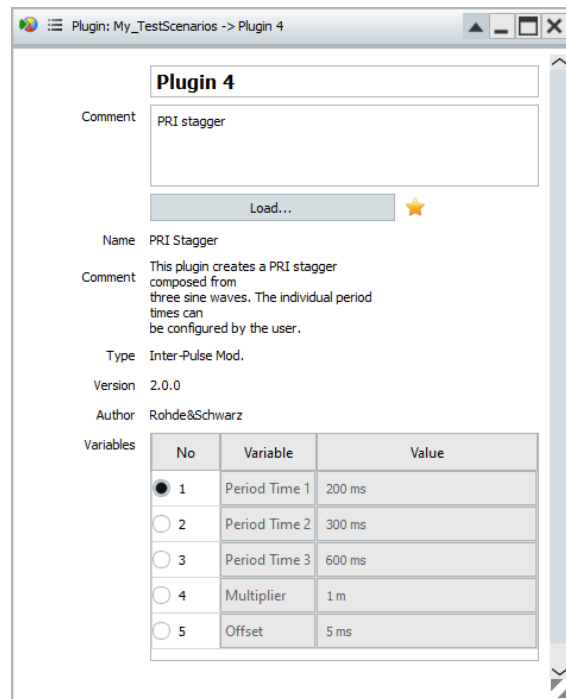 Plugin: My_TestScenarios -> Plugin 4
Plugin 4
Comment
PRI stagger
Load...
Name PRI Stagger
Comment
This plugin creates a PRI stagger
composed from
three sine waves. The individual period
times can
be configured by the user.
Type Inter-Pulse Mod.
Version 2.0.0
Author Rohde&Schwarz
Variables
No Variable Value
1 Period Time 1 200 ms
2 Period Time 2 300 ms
3 Period Time 3 600 ms
4 Multiplier 1 m
5 Offset 5 ms